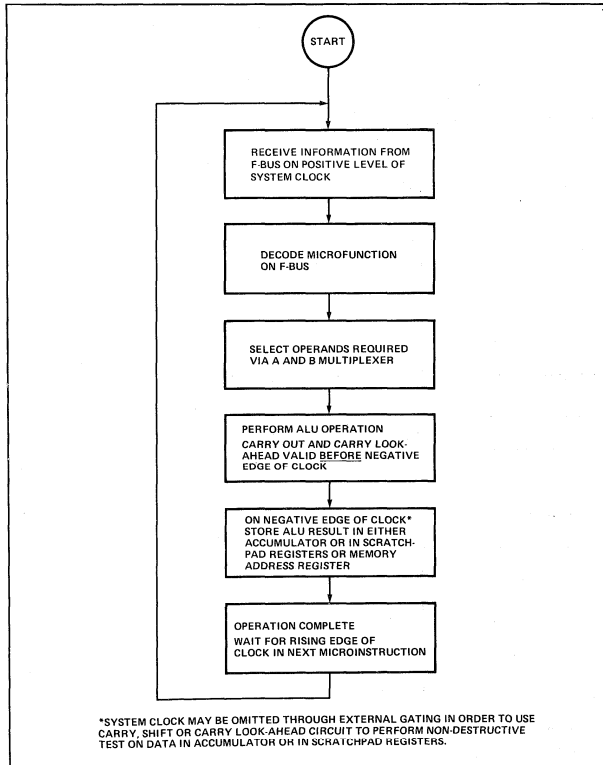 START
RECEIVE INFORMATION FROM
F-BUS ON POSITIVE LEVEL OF
SYSTEM CLOCK
DECODE MICROFUNCTION
ON F-BUS
SELECT OPERANDS REQUIRED
VIA A AND B MULTIPLEXER
PERFORM ALU OPERATION
CARRY OUT AND CARRY LOOK-
AHEAD VALID BEFORE NEGATIVE
EDGE OF CLOCK
ON NEGATIVE EDGE OF CLOCK*
STORE ALU RESULT IN EITHER
ACCUMULATOR OR IN SCRATCH-
PAD REGISTERS OR MEMORY
ADDRESS REGISTER
OPERATION COMPLETE
WAIT FOR RISING EDGE OF
CLOCK IN NEXT MICROINSTRUCTION
*SYSTEM CLOCK MAY BE OMITTED THROUGH EXTERNAL GATING IN ORDER TO USE
CARRY, SHIFT OR CARRY LOOK-AHEAD CIRCUIT TO PERFORM NON-DESTRUCTIVE
TEST ON DATA IN ACCUMULATOR OR IN SCRATCHPAD REGISTERS.